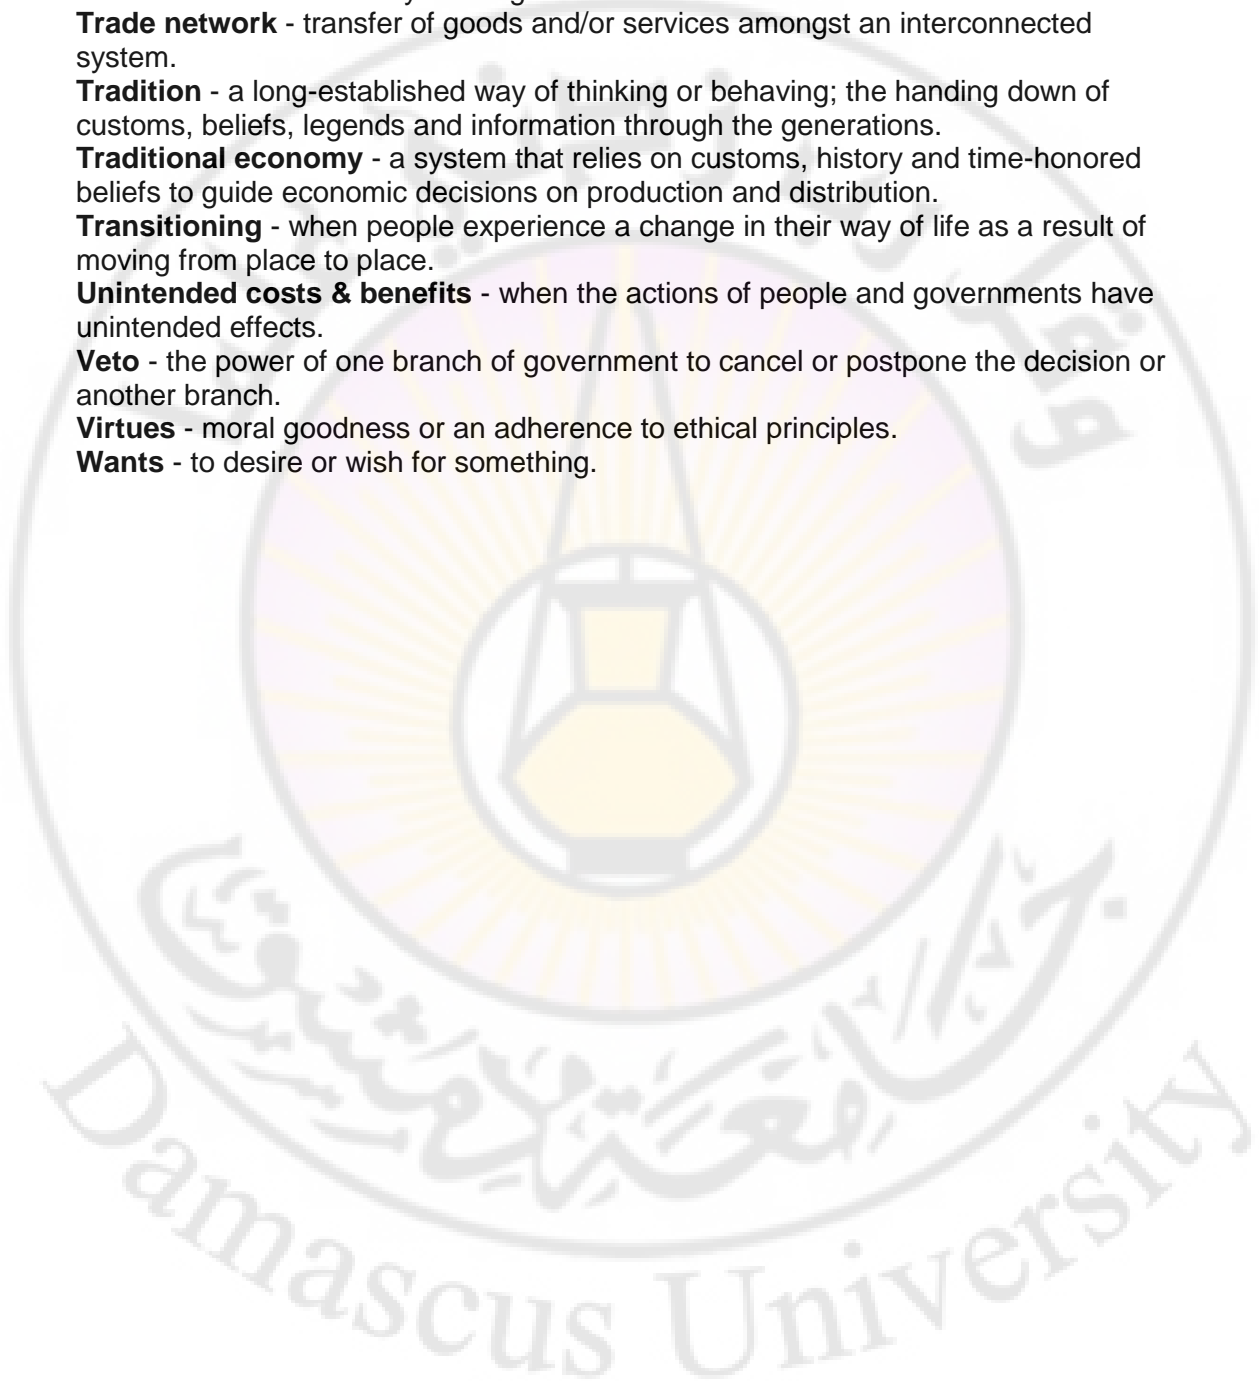 Trade network - transfer of goods and/or services amongst an interconnected
system.
Tradition - a long-established way of thinking or behaving; the handing down of
customs, beliefs, legends and information through the generations.
Traditional economy - a system that relies on customs, history and time-honored
beliefs to guide economic decisions on production and distribution.
Transitioning - when people experience a change in their way of life as a result of
moving from place to place.
Unintended costs & benefits - when the actions of people and governments have
unintended effects.
Veto - the power of one branch of government to cancel or postpone the decision or
another branch.
Virtues - moral goodness or an adherence to ethical principles.
Wants - to desire or wish for something.
وقل رب زدني علما
جامعة دمشق
Damascus University